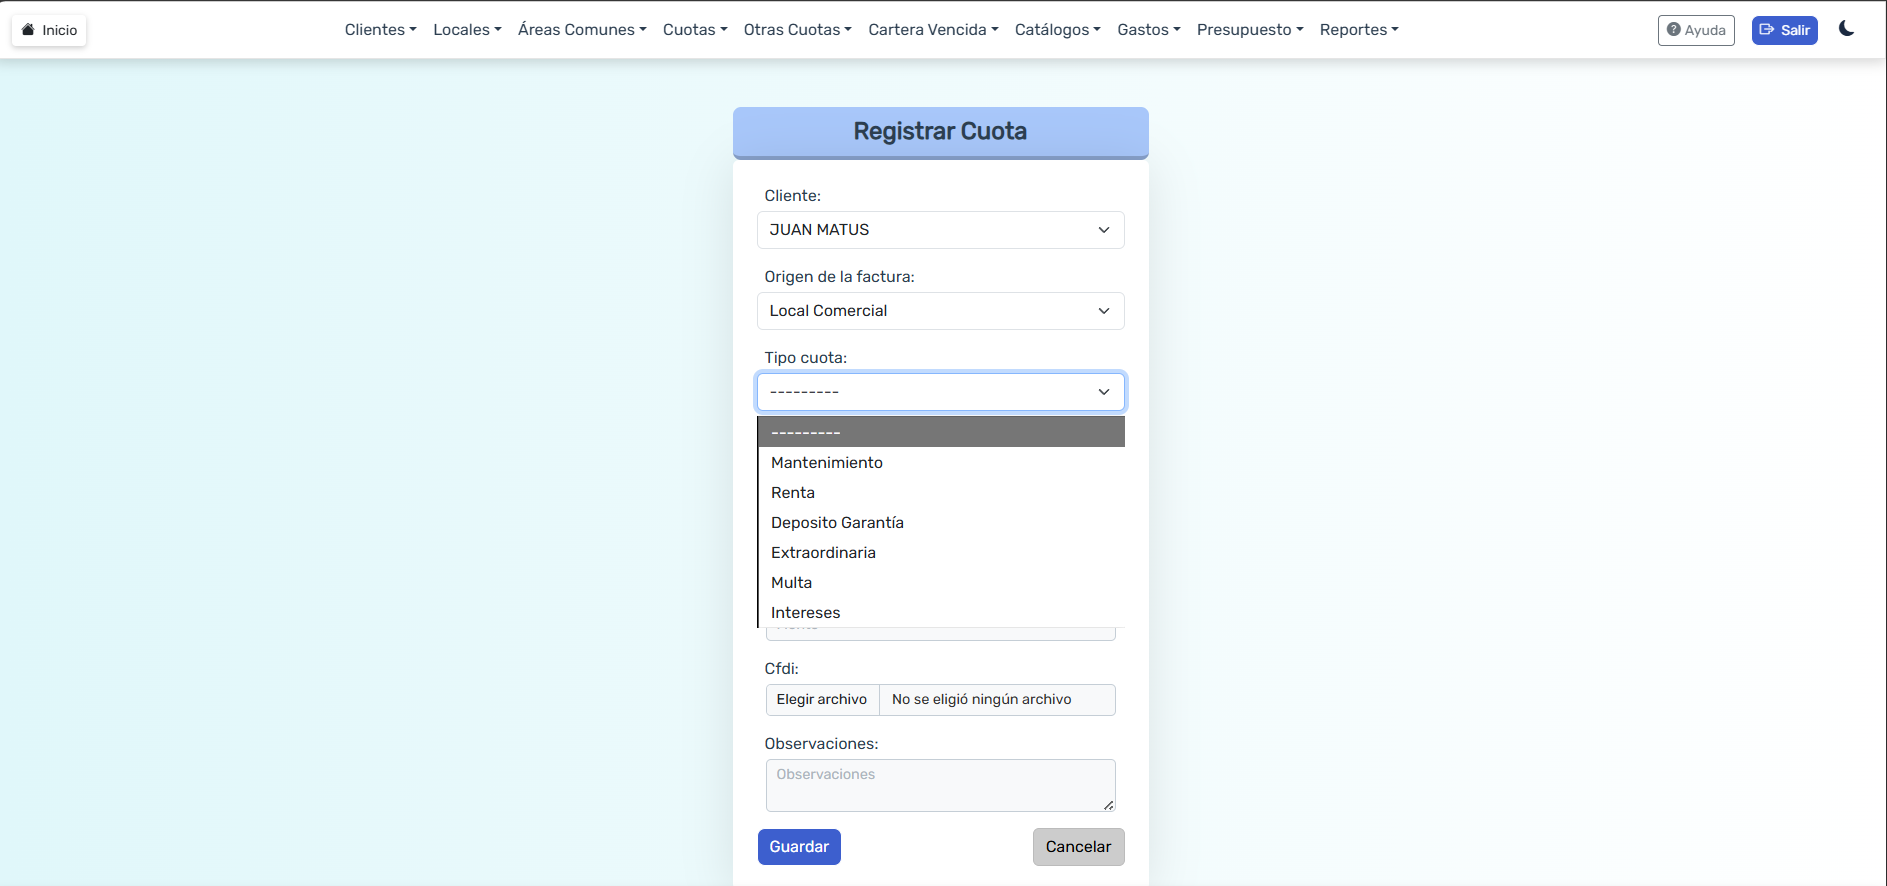 Inicio
Clientes Locales Áreas Comunes Cuotas Otras Cuotas Cartera Vencida Catálogos Gastos Presupuesto Reportes
Ayuda
Salir
Registrar Cuota
Cliente:
JUAN MATUS
Origen de la factura:
Local Comercial
Tipo cuota:
---------
---------
Mantenimiento
Renta
Deposito Garantía
Extraordinaria
Multa
Intereses
Cfdi:
Elegir archivo No se eligió ningún archivo
Observaciones:
Observaciones
Guardar
Cancelar